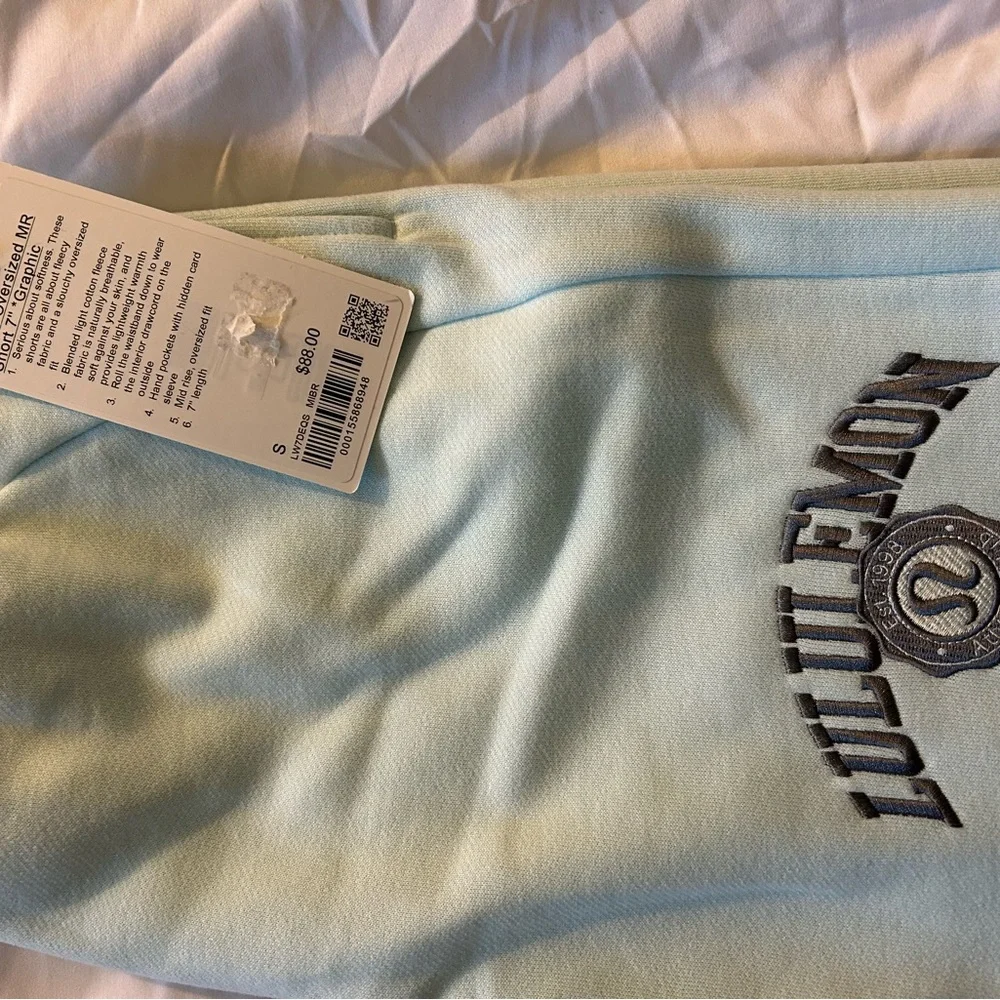 Oversized MR
Short 7" *Graphic
1. Serious about softness. These
shorts are all about fleecy
fabric and a slouchy oversized
fit
2. Blended light cotton fleece
fabric is naturally breathable,
soft against your skin, and
provides lightweight warmth
3. Roll the waistband down to wear
the interior drawcord on the
outside
4. Hand pockets with hidden card
sleeve
5. Mid rise, oversized fit
6. 7" length
$88.00
S
LW7DEQS MIBR
000155868948
LULULEMON
Est. 1998